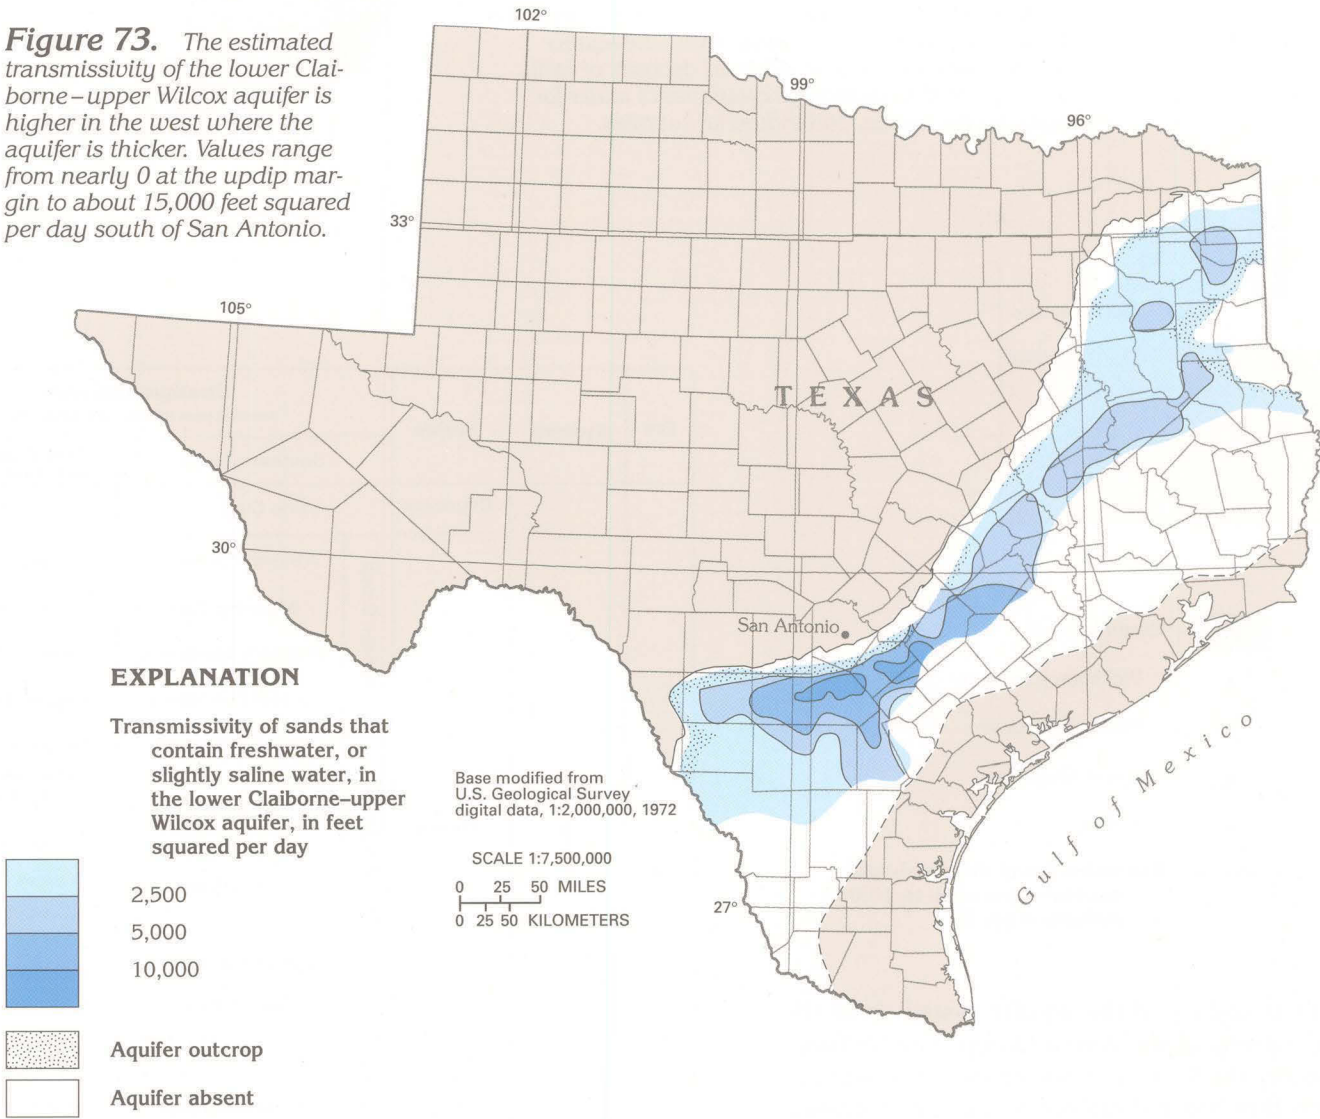 Figure 73. The estimated
transmissivity of the lower Clai-
borne–upper Wilcox aquifer is
higher in the west where the
aquifer is thicker. Values range
from nearly 0 at the updip mar-
gin to about 15,000 feet squared
per day south of San Antonio.
102°
99°
96°
33°
105°
TEXAS
30°
San Antonio
27°
Gulf of Mexico
EXPLANATION
Transmissivity of sands that
contain freshwater, or
slightly saline water, in
the lower Claiborne–upper
Wilcox aquifer, in feet
squared per day
2,500
5,000
10,000
Aquifer outcrop
Aquifer absent
Base modified from
U.S. Geological Survey
digital data, 1:2,000,000, 1972
SCALE 1:7,500,000
0 25 50 MILES
0 25 50 KILOMETERS